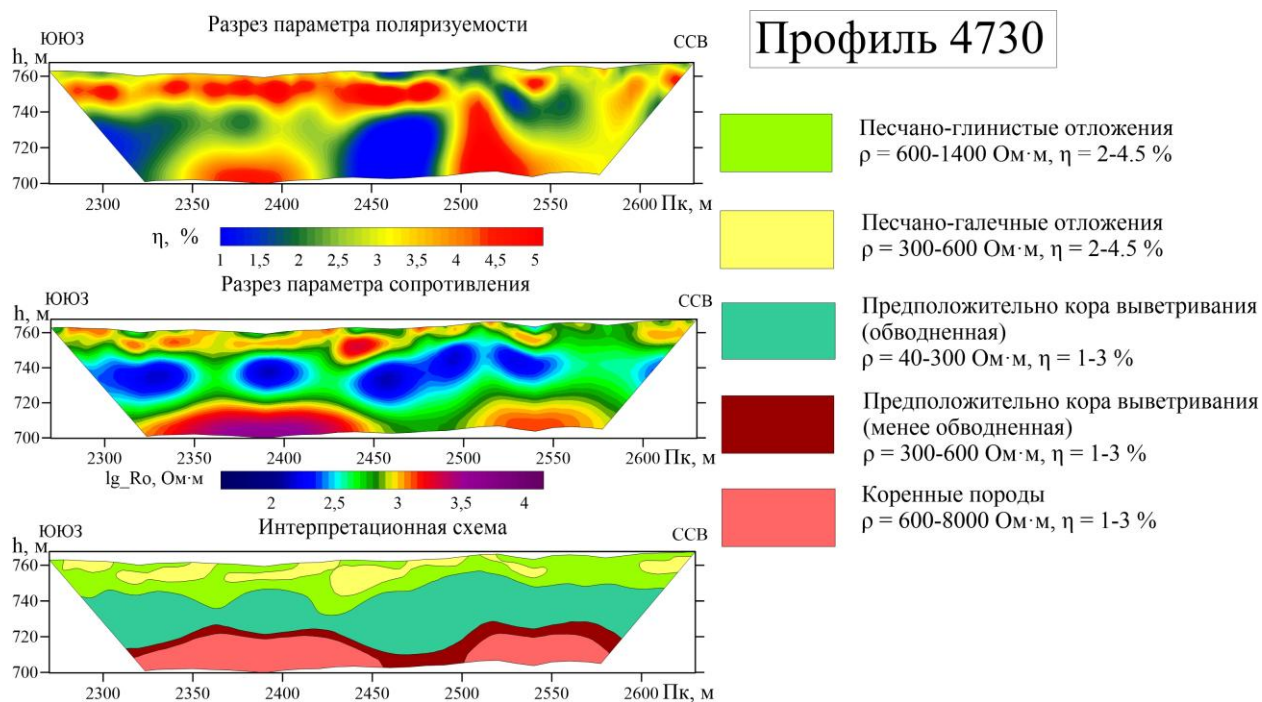 Разрез параметра поляризуемости
ЮЮЗ
ССВ
h, м
760
740
720
700
2300 2350 2400 2450 2500 2550 2600 Пк, м
η, %
1 1,5 2 2,5 3 3,5 4 4,5 5
Разрез параметра сопротивления
ЮЮЗ
ССВ
h, м
760
740
720
700
2300 2350 2400 2450 2500 2550 2600 Пк, м
lg_Ro, Ом·м
2 2,5 3 3,5 4
Интерпретационная схема
ЮЮЗ
ССВ
h, м
760
740
720
700
2300 2350 2400 2450 2500 2550 2600 Пк, м
Профиль 4730
Песчано-глинистые отложения
ρ = 600-1400 Ом·м, η = 2-4.5 %
Песчано-галечные отложения
ρ = 300-600 Ом·м, η = 2-4.5 %
Предположительно кора выветривания
(обводненная)
ρ = 40-300 Ом·м, η = 1-3 %
Предположительно кора выветривания
(менее обводненная)
ρ = 300-600 Ом·м, η = 1-3 %
Коренные породы
ρ = 600-8000 Ом·м, η = 1-3 %